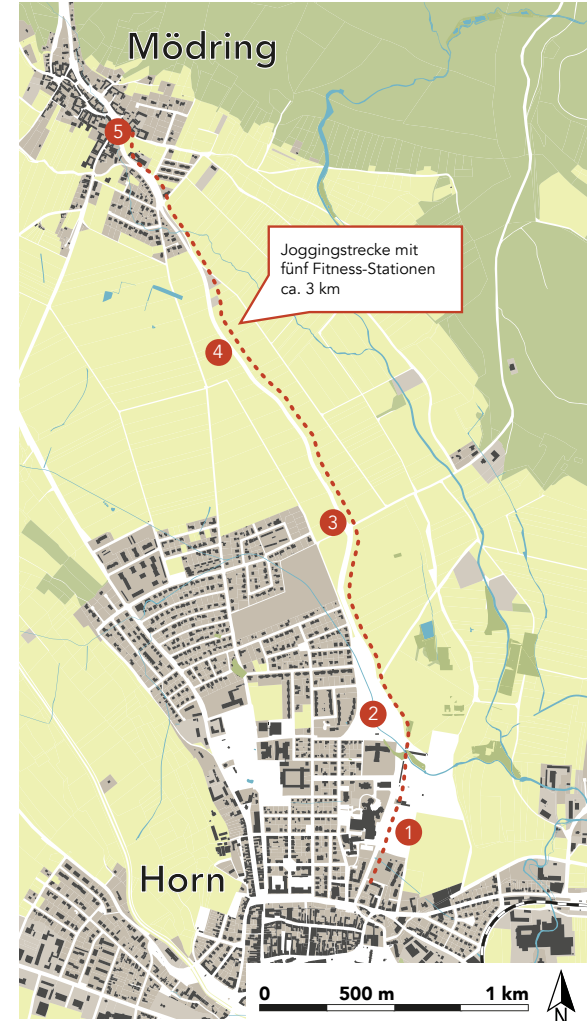 Mödring
5
Joggingstrecke mit
fünf Fitness-Stationen
ca. 3 km
4
3
2
1
Horn
0 500 m 1 km
N